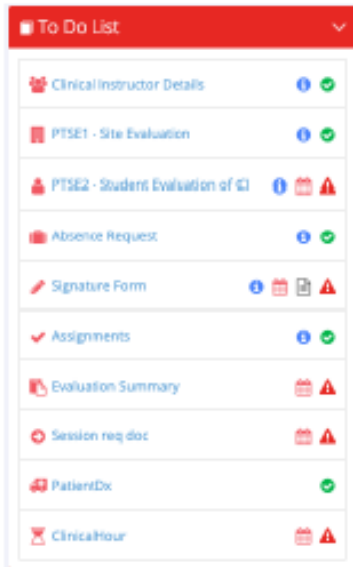 To Do List
Clinical Instructor Details
PTSE1 - Site Evaluation
PTSE2 - Student Evaluation of CI
Absence Request
Signature Form
Assignments
Evaluation Summary
Session req doc
PatientDx
ClinicalHour